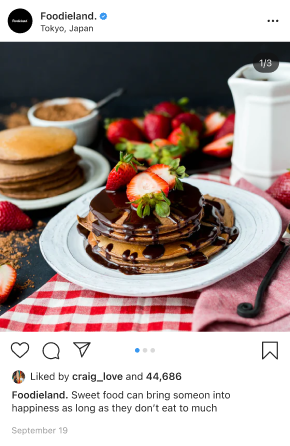 Foodieland.
Tokyo, Japan
1/3
Liked by craig_love and 44,686
Foodieland. Sweet food can bring someon into
happiness as long as they don't eat to much
September 19